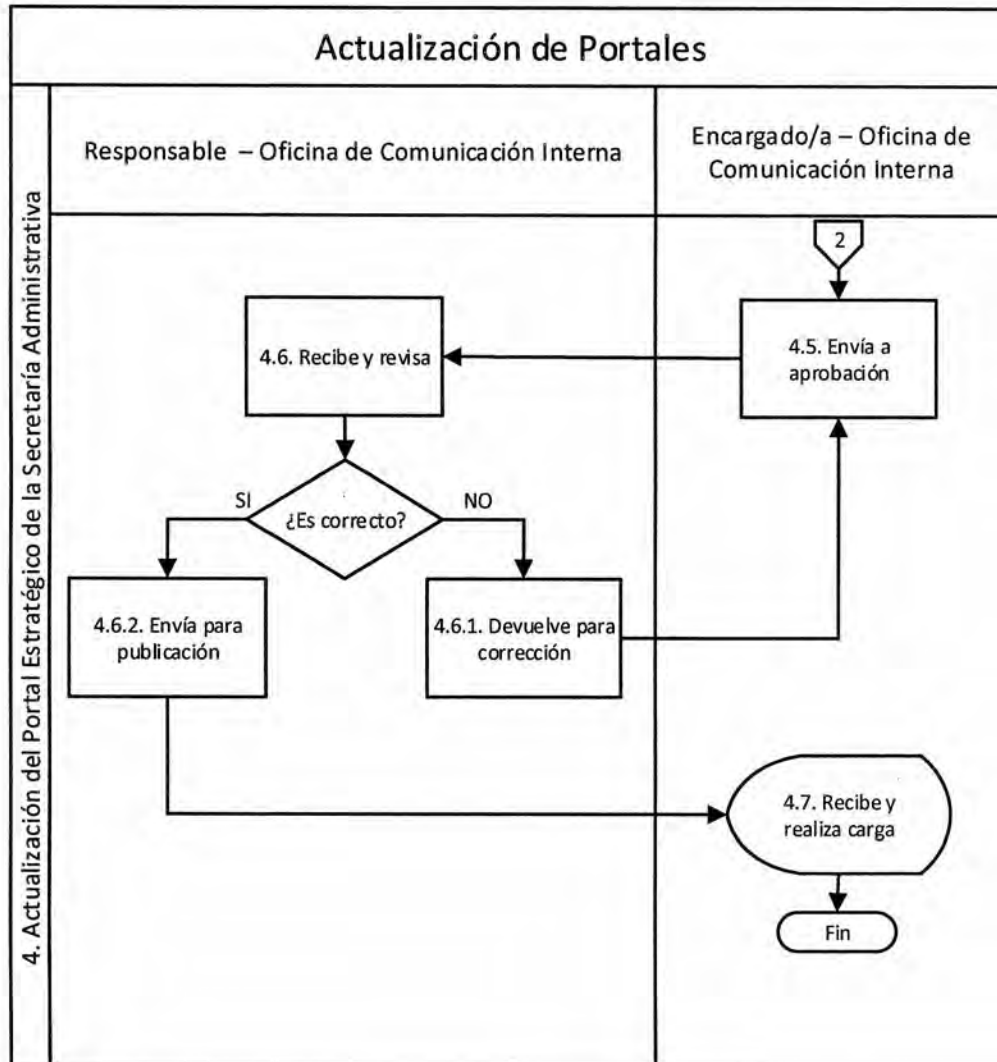 Actualización de Portales
4. Actualización del Portal Estratégico de la Secretaría Administrativa
Responsable – Oficina de Comunicación Interna
Encargado/a – Oficina de
Comunicación Interna
2
4.5. Envía a
aprobación
4.6. Recibe y revisa
¿Es correcto?
SI
NO
4.6.2. Envía para
publicación
4.6.1. Devuelve para
corrección
4.7. Recibe y
realiza carga
Fin